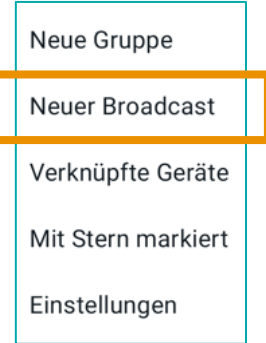 Neue Gruppe
Neuer Broadcast
Verknüpfte Geräte
Mit Stern markiert
Einstellungen